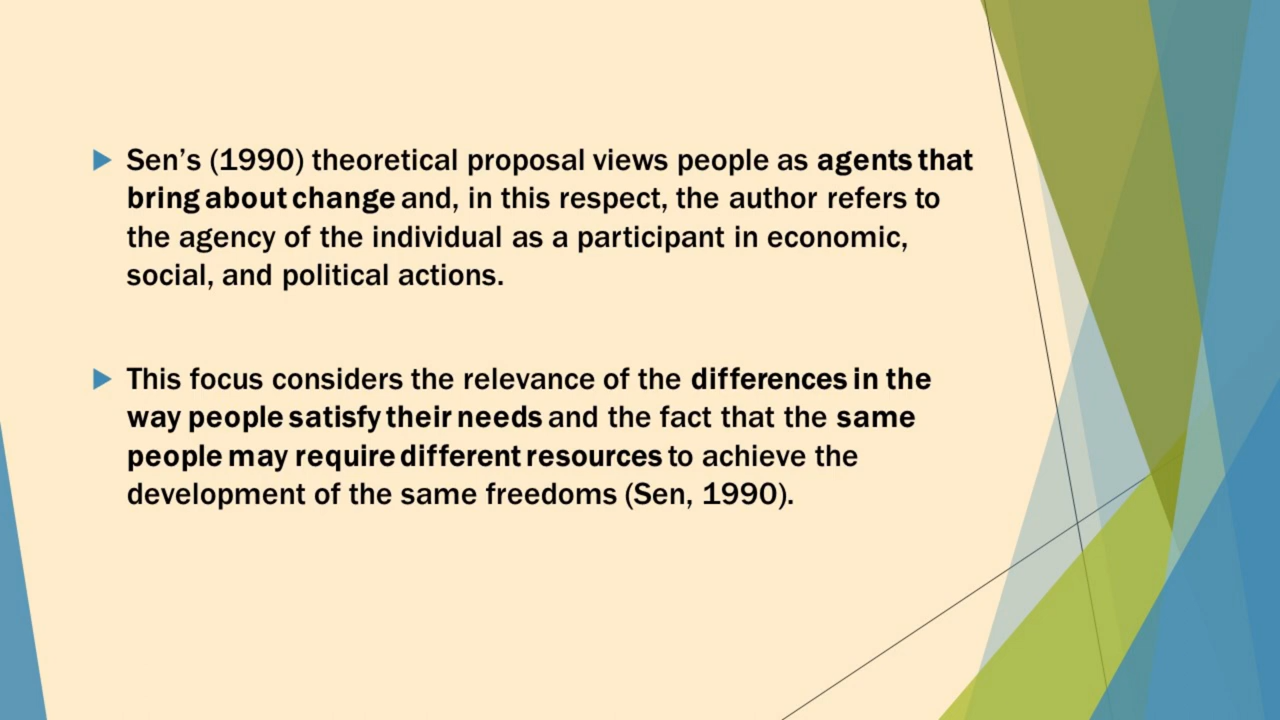 Sen’s (1990) theoretical proposal views people as agents that
bring about change and, in this respect, the author refers to
the agency of the individual as a participant in economic,
social, and political actions.
This focus considers the relevance of the differences in the
way people satisfy their needs and the fact that the same
people may require different resources to achieve the
development of the same freedoms (Sen, 1990).